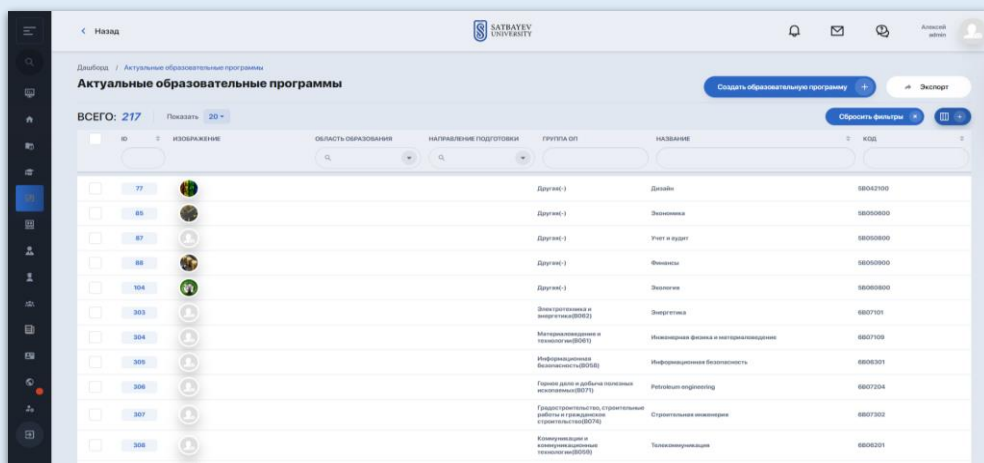 Назад
SATBAYEV
UNIVERSITY
Алексей
admin
Дашборд / Актуальные образовательные программы
Актуальные образовательные программы
Создать образовательную программу +
Экспорт
ВСЕГО: 217 Показать 20
Сбросить фильтры ×
ID ИЗОБРАЖЕНИЕ ОБЛАСТЬ ОБРАЗОВАНИЯ НАПРАВЛЕНИЕ ПОДГОТОВКИ ГРУППА ОП НАЗВАНИЕ КОД
77 Другая(-) Дизайн 5B042100
85 Другая(-) Экономика 5B050600
87 Другая(-) Учет и аудит 5B050800
88 Другая(-) Финансы 5B050900
104 Другая(-) Экология 5B060800
303 Электротехника и
энергетика(B062) Энергетика 6B07101
304 Материаловедение и
технологии(B061) Инженерная физика и материаловедение
305 Информационная
безопасность(B058) Информационная безопасность 6B06301
306 Горное дело и добыча полезных
ископаемых(B071) Petroleum engineering 6B07204
307 Градостроительство, строительные
работы и гражданское
строительство(B074) Строительная инженерия 6B07302
308 Коммуникации и
коммуникационные
технологии(B059) Телекоммуникация 6B06201